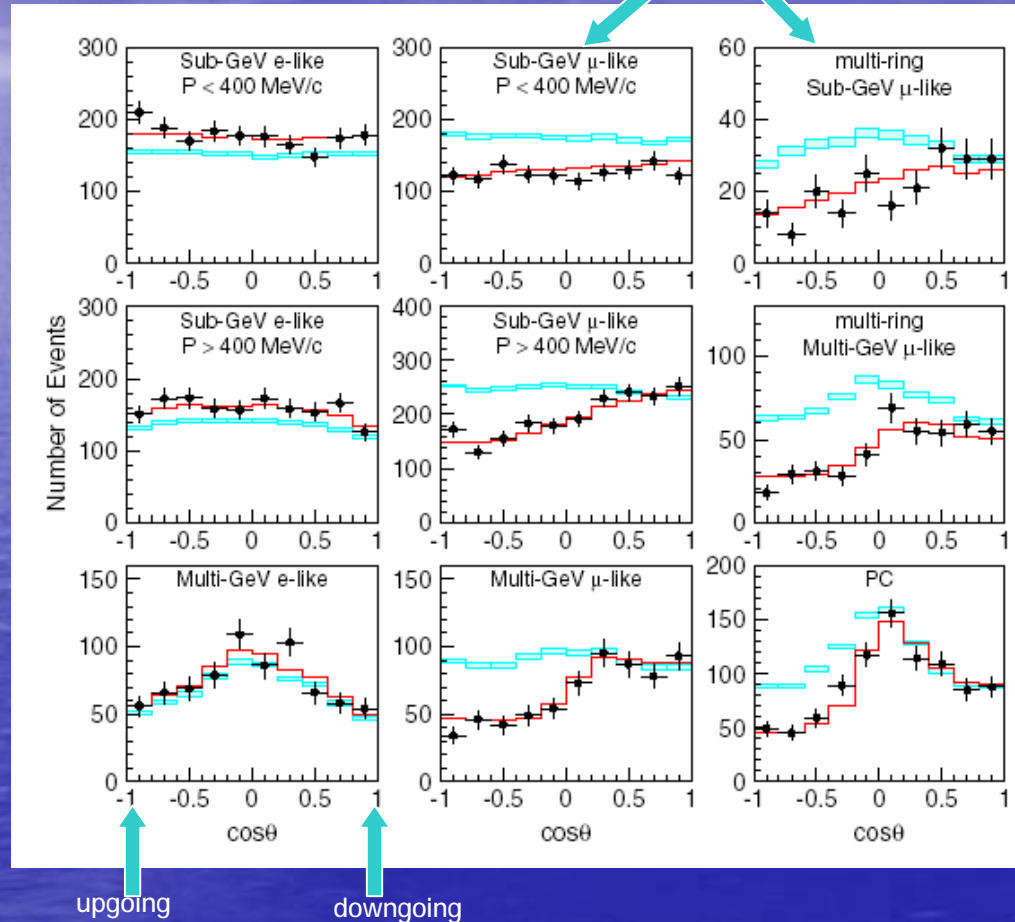 300
Sub-GeV e-like
P < 400 MeV/c
200
100
0
-1 -0.5 0 0.5 1
300
Sub-GeV μ-like
P < 400 MeV/c
200
100
0
-1 -0.5 0 0.5 1
60
multi-ring
Sub-GeV μ-like
40
20
0
-1 -0.5 0 0.5 1
Number of Events
300
Sub-GeV e-like
P > 400 MeV/c
200
100
0
-1 -0.5 0 0.5 1
400
Sub-GeV μ-like
P > 400 MeV/c
300
200
100
0
-1 -0.5 0 0.5 1
multi-ring
Multi-GeV μ-like
100
50
0
-1 -0.5 0 0.5 1
150
Multi-GeV e-like
100
50
0
-1 -0.5 0 0.5 1
cosθ
150
Multi-GeV μ-like
100
50
0
-1 -0.5 0 0.5 1
cosθ
200
PC
150
100
50
0
-1 -0.5 0 0.5 1
cosθ
upgoing
downgoing